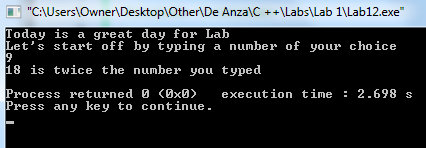 "C:\Users\Owner\Desktop\Other\De Anza\C ++\Labs\Lab 1\Lab12.exe"
Today is a great day for Lab
Let's start off by typing a number of your choice
9
18 is twice the number you typed
Process returned 0 (0x0)   execution time : 2.698 s
Press any key to continue.